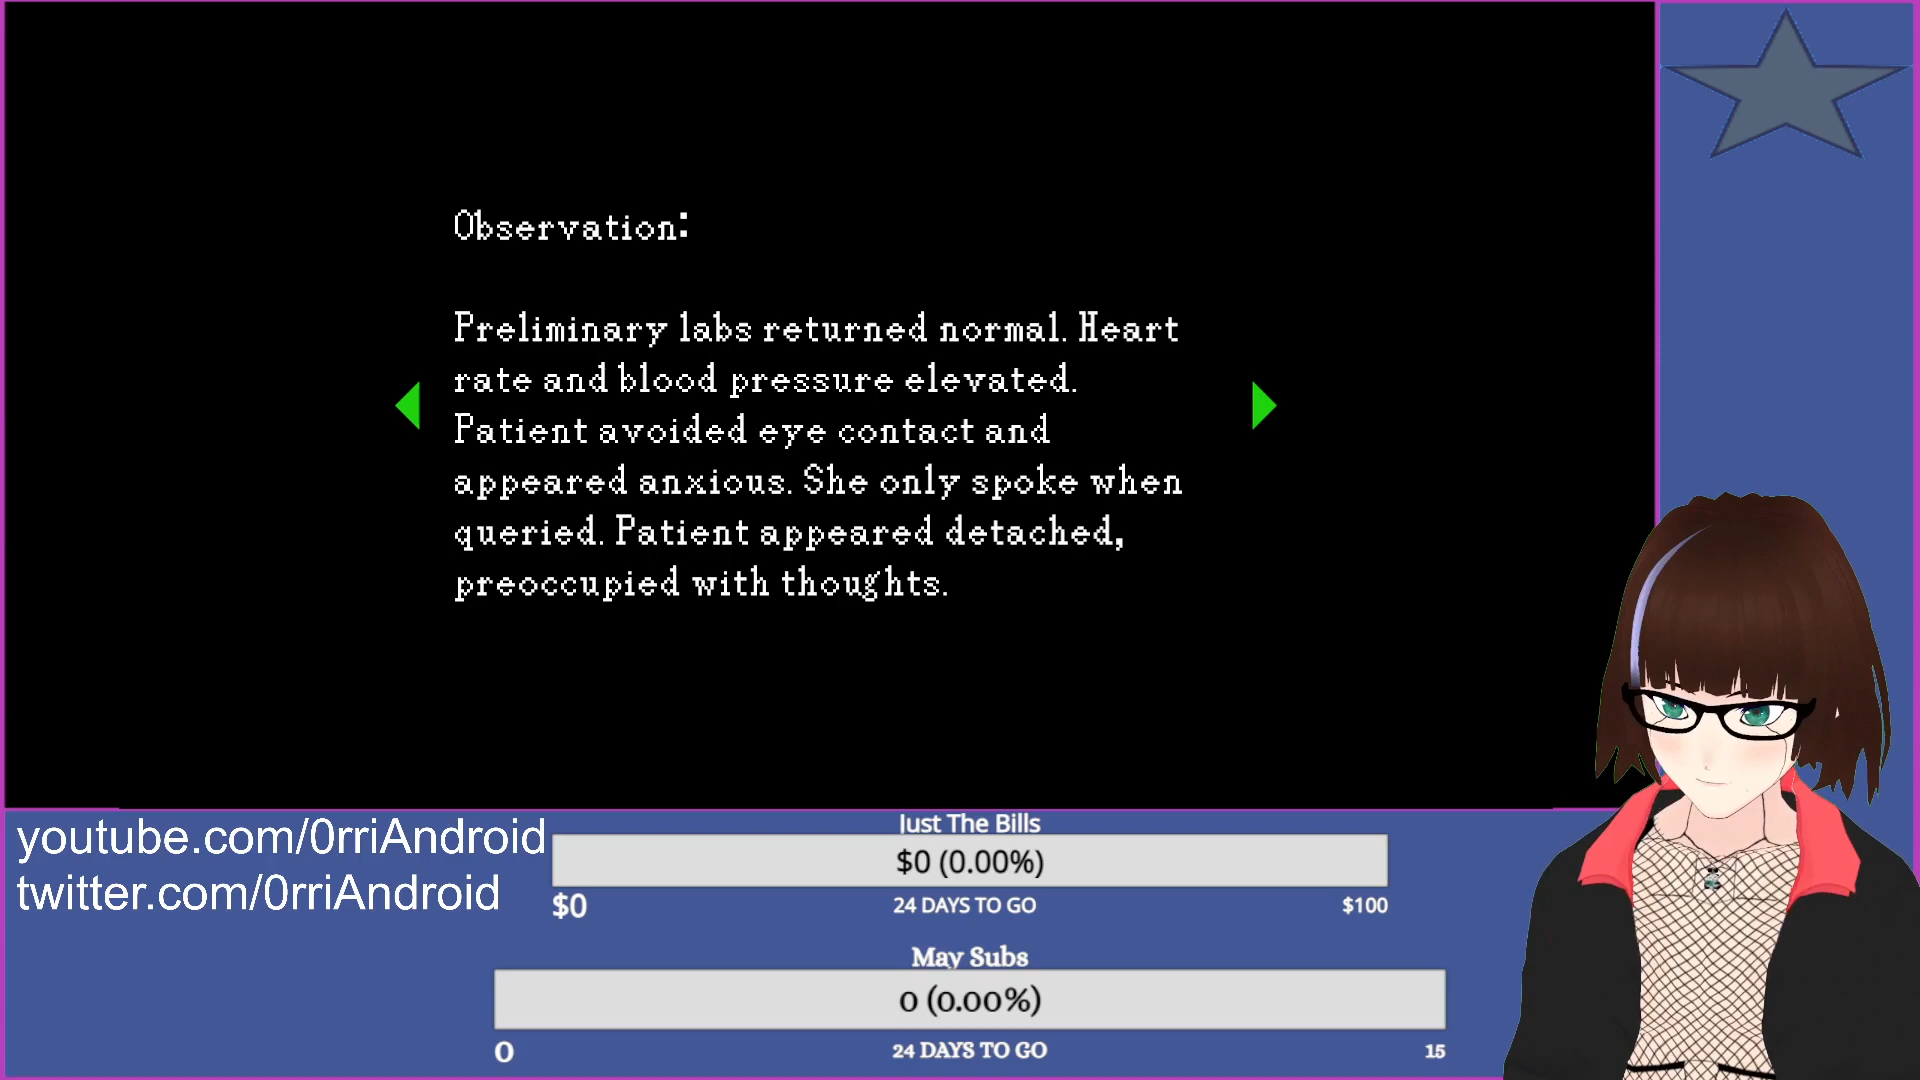 Observation:
Preliminary labs returned normal. Heart
rate and blood pressure elevated.
Patient avoided eye contact and
appeared anxious. She only spoke when
queried. Patient appeared detached,
preoccupied with thoughts.
youtube.com/0rriAndroid
twitter.com/0rriAndroid
Just The Bills
$0 (0.00%)
$0
24 DAYS TO GO
$100
May Subs
0 (0.00%)
0
24 DAYS TO GO
15